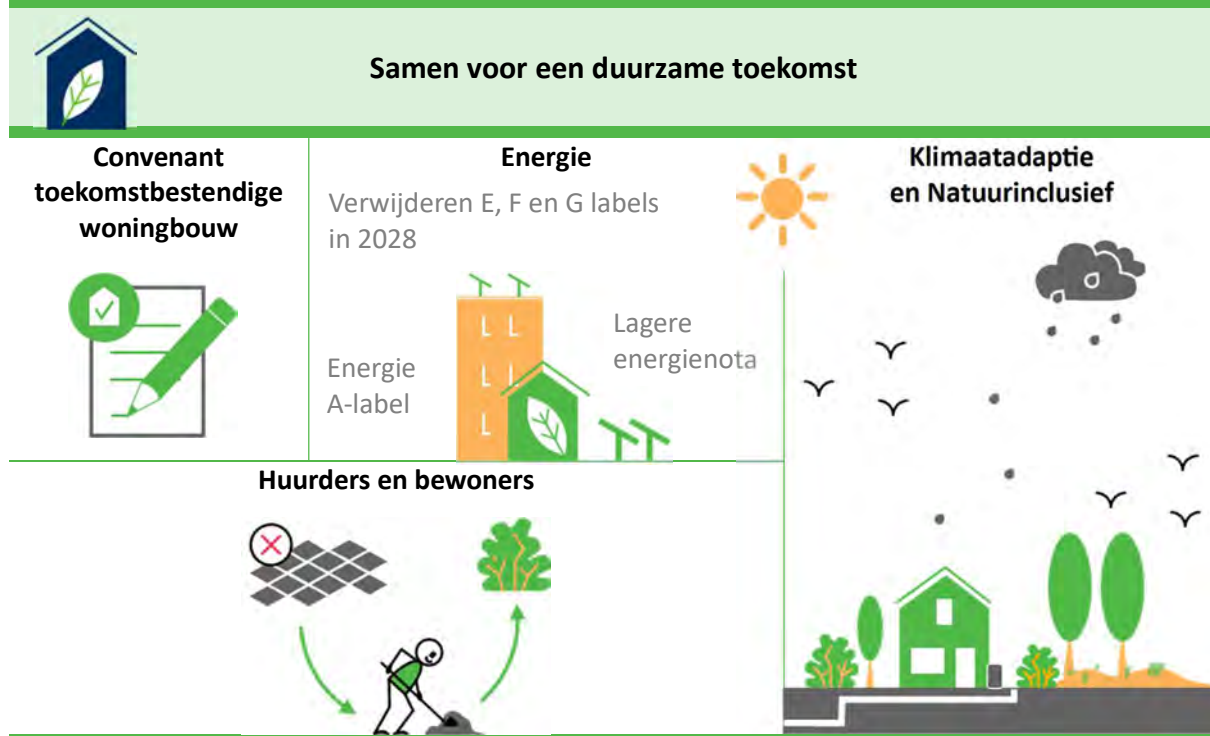 Samen voor een duurzame toekomst
Convenant
toekomstbestendige
woningbouw
Energie
Verwijderen E, F en G labels
in 2028
Energie
A-label
Lagere
energienota
Klimaatadaptie
en Natuurinclusief
Huurders en bewoners